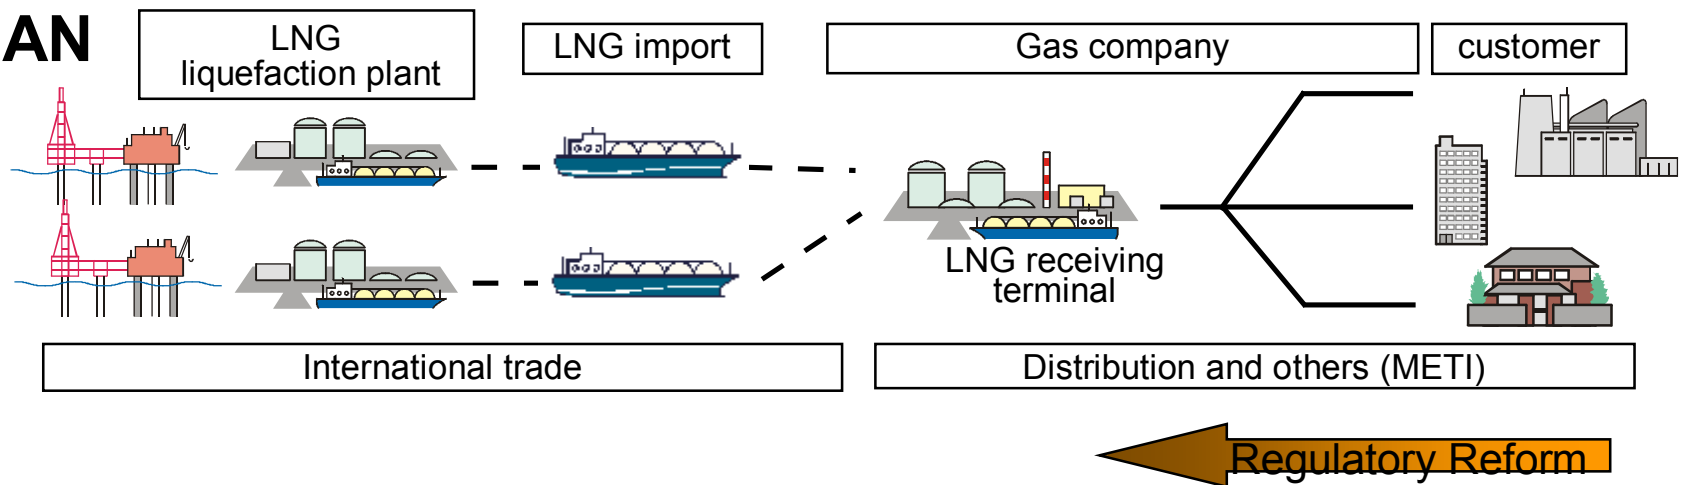 AN
LNG
liquefaction plant
LNG import
Gas company
customer
LNG receiving
terminal
International trade
Distribution and others (METI)
Regulatory Reform